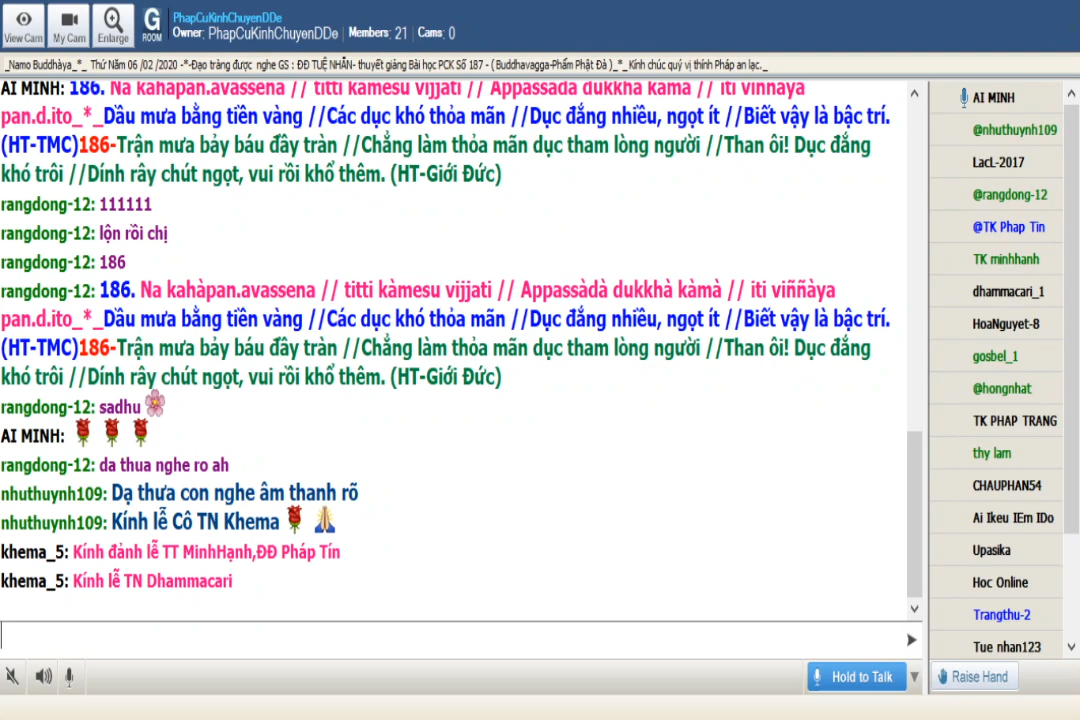 PhapCuKinhChuyenDDe
Owner: PhapCuKinhChuyenDDe | Members: 21 | Cams: 0
View Cam My Cam Enlarge G ROOM
_Namo Buddhàya_*_ Thứ Năm 06 /02 /2020 -*-Đạo tràng được nghe GS : ĐĐ TUỆ NHÂN- thuyết giảng Bài học PCK Số 187 - ( Buddhavagga-Phẩm Phật Đà )_*_Kính chúc quý vị thính Pháp an lạc._
AI MINH: 186. Na kahàpan.avassena // titti kàmesu vijjati // Appassàdà dukkhà kàmà // iti viññàya
pan.d.ito_*_Dầu mưa bằng tiền vàng //Các dục khó thỏa mãn //Dục đắng nhiều, ngọt ít //Biết vậy là bậc trí.
(HT-TMC)186-Trận mưa bảy báu đầy tràn //Chẳng làm thỏa mãn dục tham lòng người //Than ôi! Dục đắng
khó trôi //Dính rây chút ngọt, vui rồi khổ thêm. (HT-Giới Đức)
rangdong-12: 111111
rangdong-12: lộn rồi chị
rangdong-12: 186
rangdong-12: 186. Na kahàpan.avassena // titti kàmesu vijjati // Appassàdà dukkhà kàmà // iti viññàya
pan.d.ito_*_Dầu mưa bằng tiền vàng //Các dục khó thỏa mãn //Dục đắng nhiều, ngọt ít //Biết vậy là bậc trí.
(HT-TMC)186-Trận mưa bảy báu đầy tràn //Chẳng làm thỏa mãn dục tham lòng người //Than ôi! Dục đắng
khó trôi //Dính rây chút ngọt, vui rồi khổ thêm. (HT-Giới Đức)
rangdong-12: sadhu
AI MINH:
rangdong-12: da thua nghe ro ah
nhuthuynh109: Dạ thưa con nghe âm thanh rõ
nhuthuynh109: Kính lễ Cô TN Khema
khema_5: Kính đảnh lễ TT MinhHạnh,ĐĐ Pháp Tín
khema_5: Kính lễ TN Dhammacari
AI MINH
@nhuthuynh109
LacL-2017
@rangdong-12
@TK Phap Tin
TK minhhanh
dhammacari_1
HoaNguyet-8
gosbel_1
@hongnhat
TK PHAP TRANG
thy lam
CHAUPHAN54
Ai Ikeu IEm IDo
Upasika
Hoc Online
Trangthu-2
Tue nhan123
Hold to Talk
Raise Hand